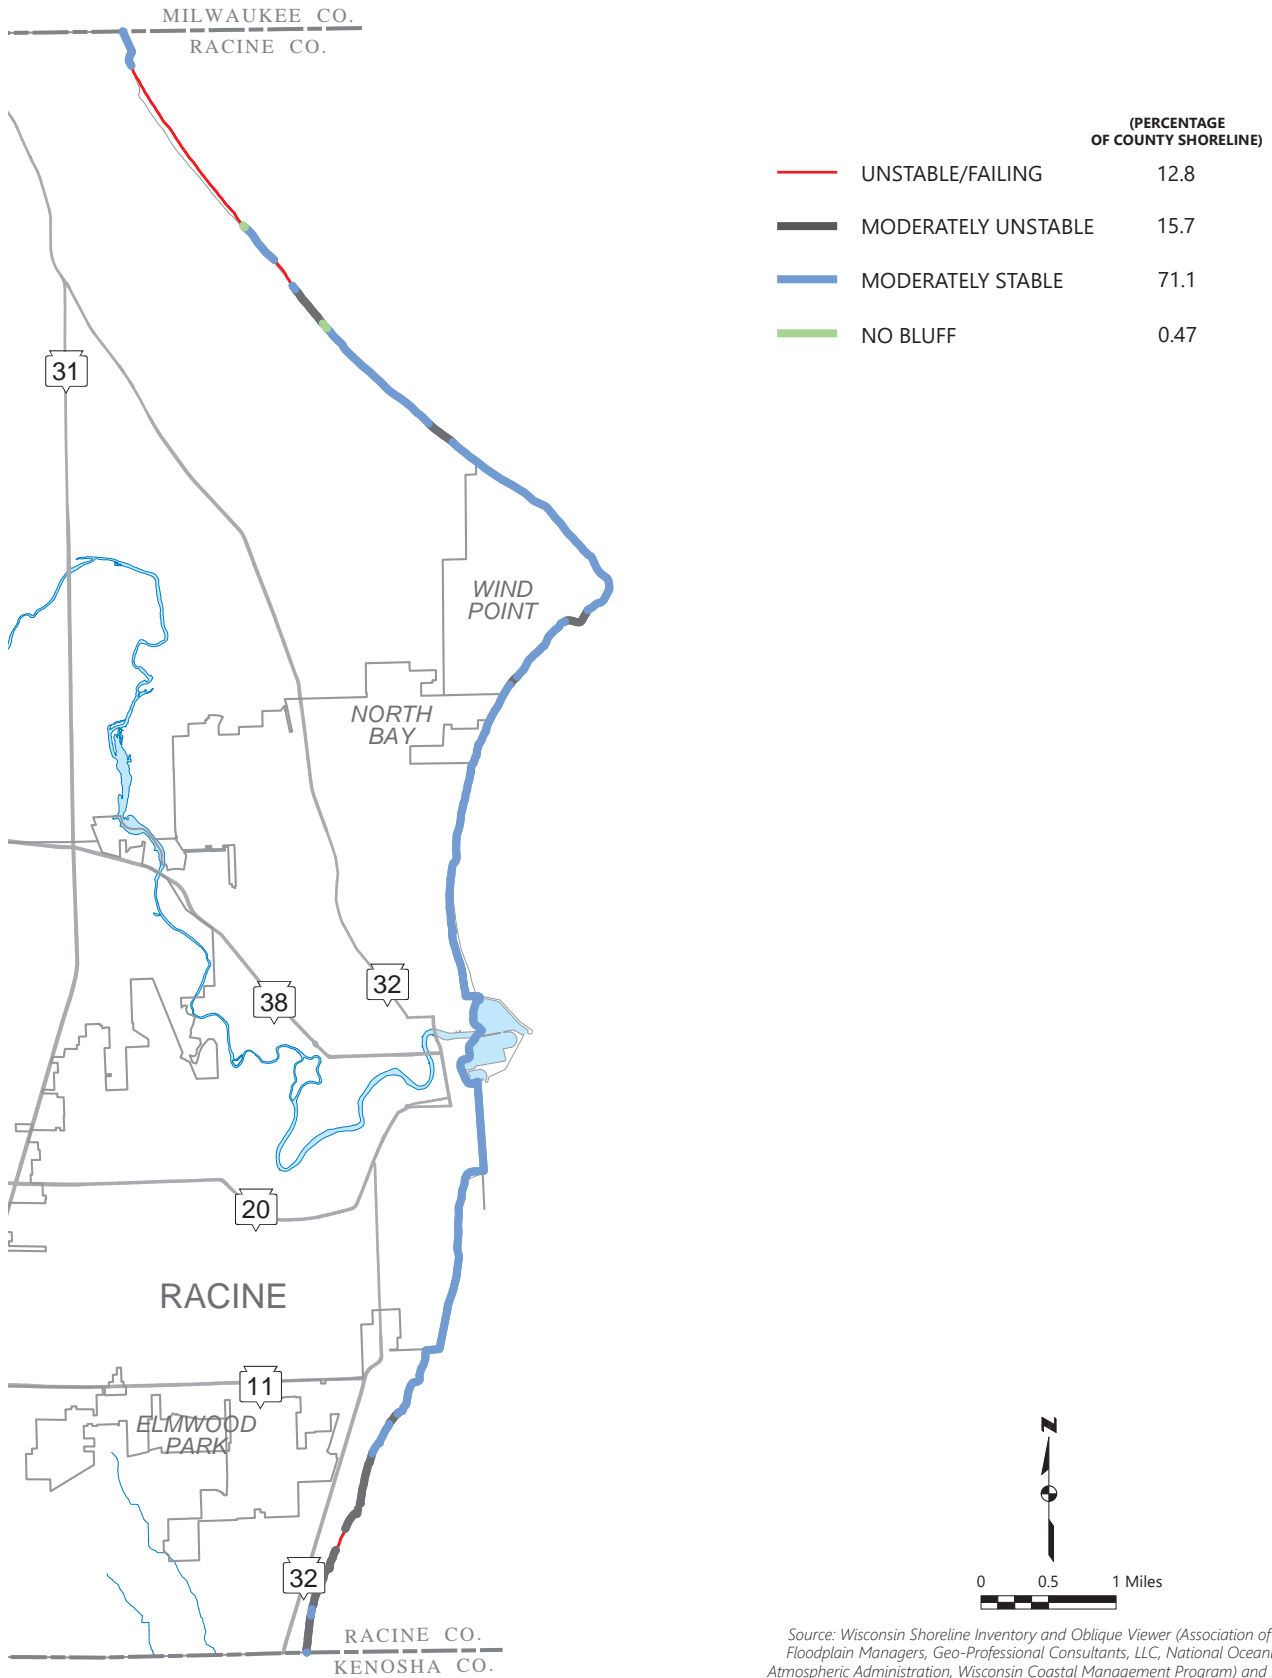 MILWAUKEE CO.
RACINE CO.
(PERCENTAGE
OF COUNTY SHORELINE)
UNSTABLE/FAILING 12.8
MODERATELY UNSTABLE 15.7
MODERATELY STABLE 71.1
NO BLUFF 0.47
31
WIND
POINT
NORTH
BAY
32
38
20
RACINE
11
ELMWOOD
PARK
32
N
0 0.5 1 Miles
RACINE CO.
KENOSHA CO.
Source: Wisconsin Shoreline Inventory and Oblique Viewer (Association of
Floodplain Managers, Geo-Professional Consultants, LLC, National Oceani
Atmospheric Administration, Wisconsin Coastal Management Program) and